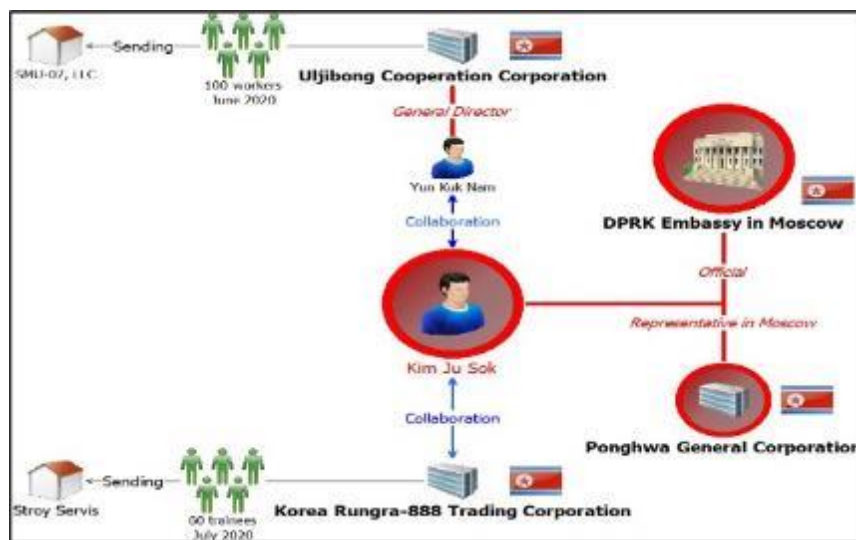 Sending
SMU-07, LLC
100 workers
June 2020
Uljibong Cooperation Corporation
General Director
Yun Kuk Nam
Collaboration
DPRK Embassy in Moscow
Official
Representative in Moscow
Kim Ju Sok
Collaboration
Ponghwa General Corporation
Sending
Stroy Servis
60 trainees
July 2020
Korea Rungra-888 Trading Corporation